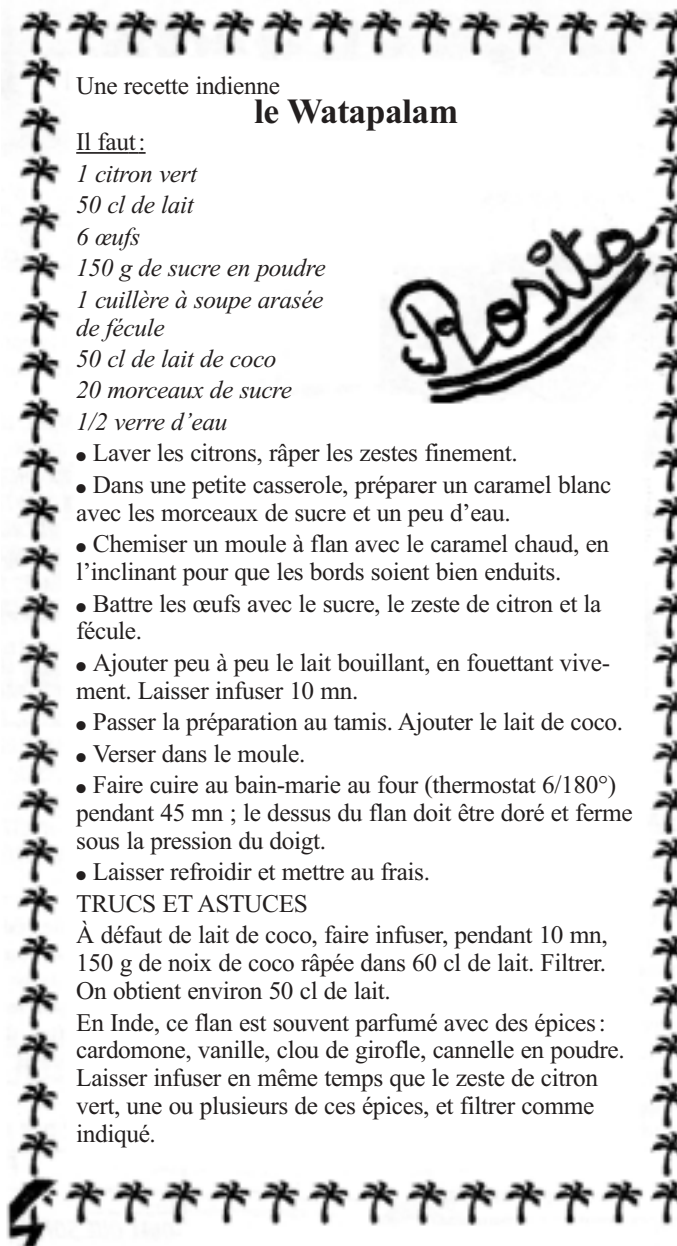 Une recette indienne
le Watapalam
Il faut :
1 citron vert
50 cl de lait
6 œufs
150 g de sucre en poudre
1 cuillère à soupe arasée
de fécule
50 cl de lait de coco
20 morceaux de sucre
1/2 verre d’eau
Rosita
● Laver les citrons, râper les zestes finement.
● Dans une petite casserole, préparer un caramel blanc
avec les morceaux de sucre et un peu d’eau.
● Chemiser un moule à flan avec le caramel chaud, en
l’inclinant pour que les bords soient bien enduits.
● Battre les œufs avec le sucre, le zeste de citron et la
fécule.
● Ajouter peu à peu le lait bouillant, en fouettant vive-
ment. Laisser infuser 10 mn.
● Passer la préparation au tamis. Ajouter le lait de coco.
● Verser dans le moule.
● Faire cuire au bain-marie au four (thermostat 6/180°)
pendant 45 mn ; le dessus du flan doit être doré et ferme
sous la pression du doigt.
● Laisser refroidir et mettre au frais.
TRUCS ET ASTUCES
À défaut de lait de coco, faire infuser, pendant 10 mn,
150 g de noix de coco râpée dans 60 cl de lait. Filtrer.
On obtient environ 50 cl de lait.
En Inde, ce flan est souvent parfumé avec des épices :
cardomone, vanille, clou de girofle, cannelle en poudre.
Laisser infuser en même temps que le zeste de citron
vert, une ou plusieurs de ces épices, et filtrer comme
indiqué.
4